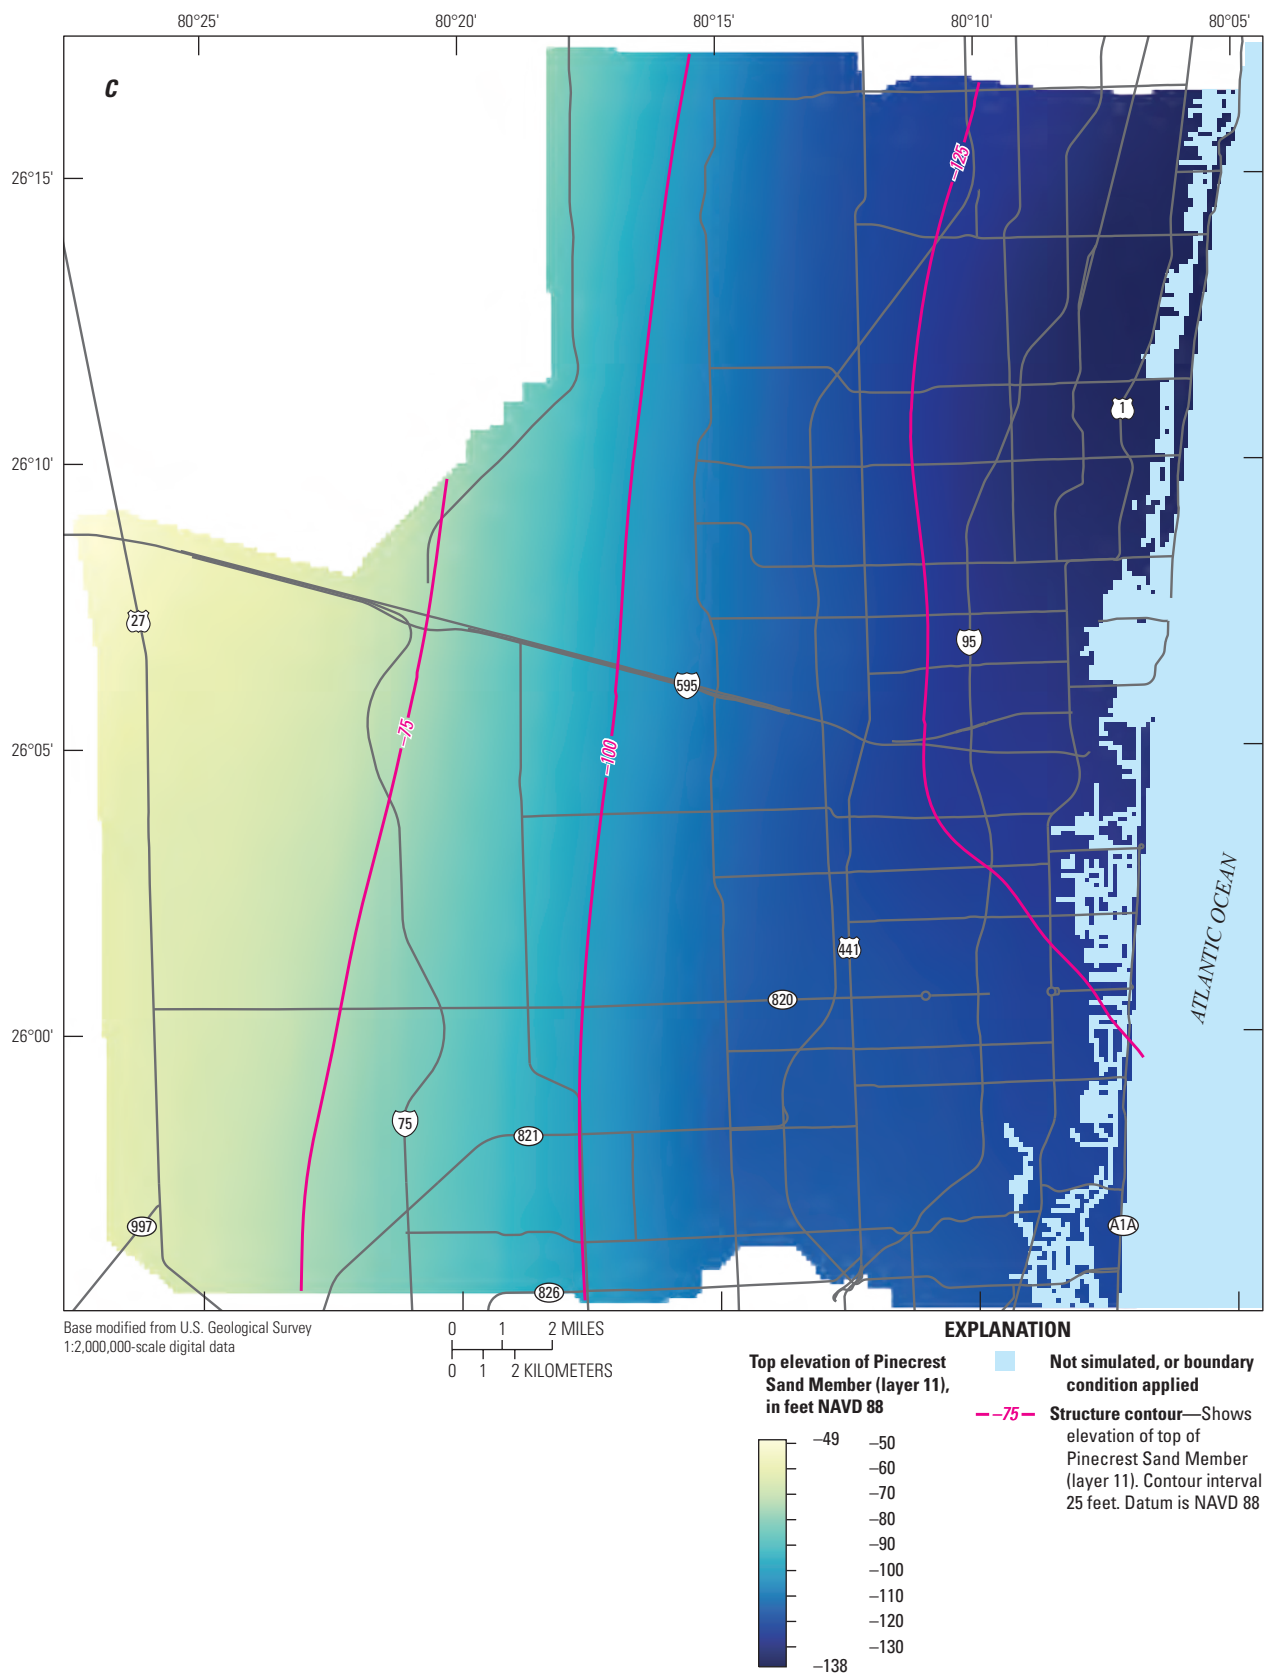 80°25' 80°20' 80°15' 80°10' 80°05'
C
–125
26°15'
1
26°10'
27
95
595
–75
–100
26°05'
ATLANTIC OCEAN
441
820
26°00'
75
821
997
A1A
826
Base modified from U.S. Geological Survey
1:2,000,000-scale digital data
0 1 2 MILES
0 1 2 KILOMETERS
EXPLANATION
Top elevation of Pinecrest
Sand Member (layer 11),
in feet NAVD 88
–49
–50
–60
–70
–80
–90
–100
–110
–120
–130
–138
Not simulated, or boundary
condition applied
–75
Structure contour—Shows
elevation of top of
Pinecrest Sand Member
(layer 11). Contour interval
25 feet. Datum is NAVD 88